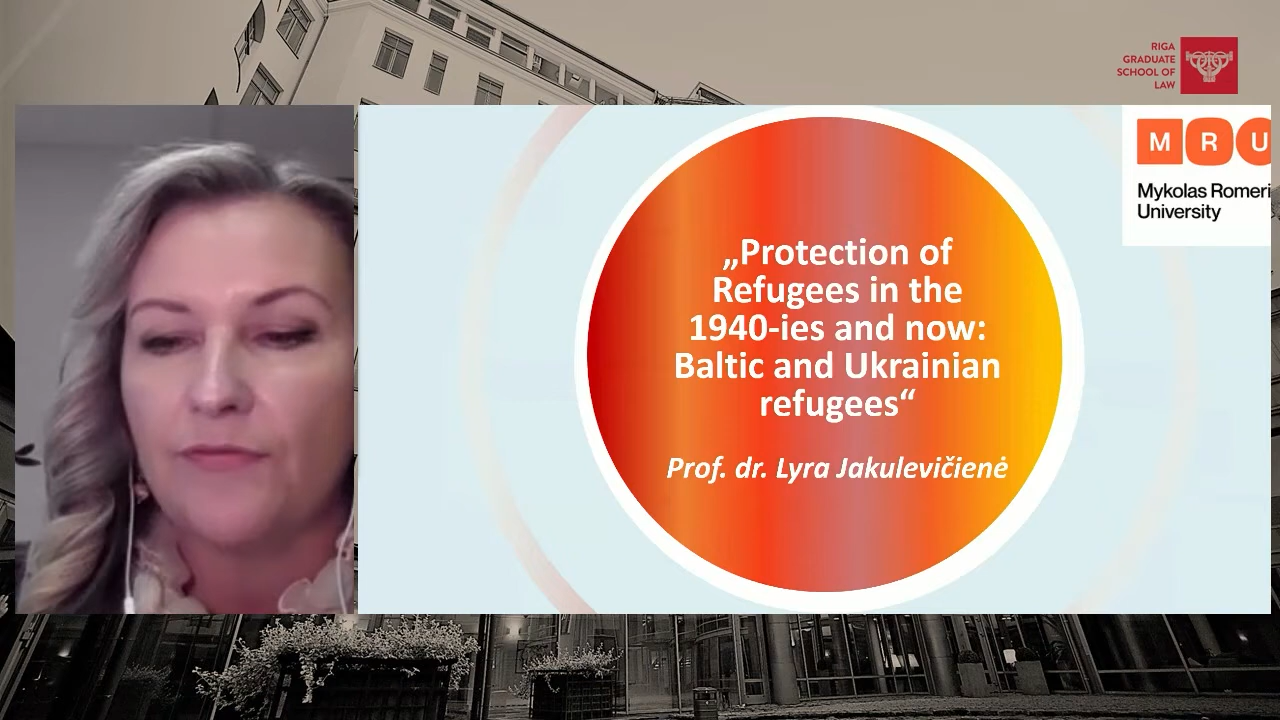 RIGA
GRADUATE
SCHOOL OF
LAW
M R U
Mykolas Romeri
University
„Protection of
Refugees in the
1940-ies and now:
Baltic and Ukrainian
refugees“
Prof. dr. Lyra Jakulevičienė